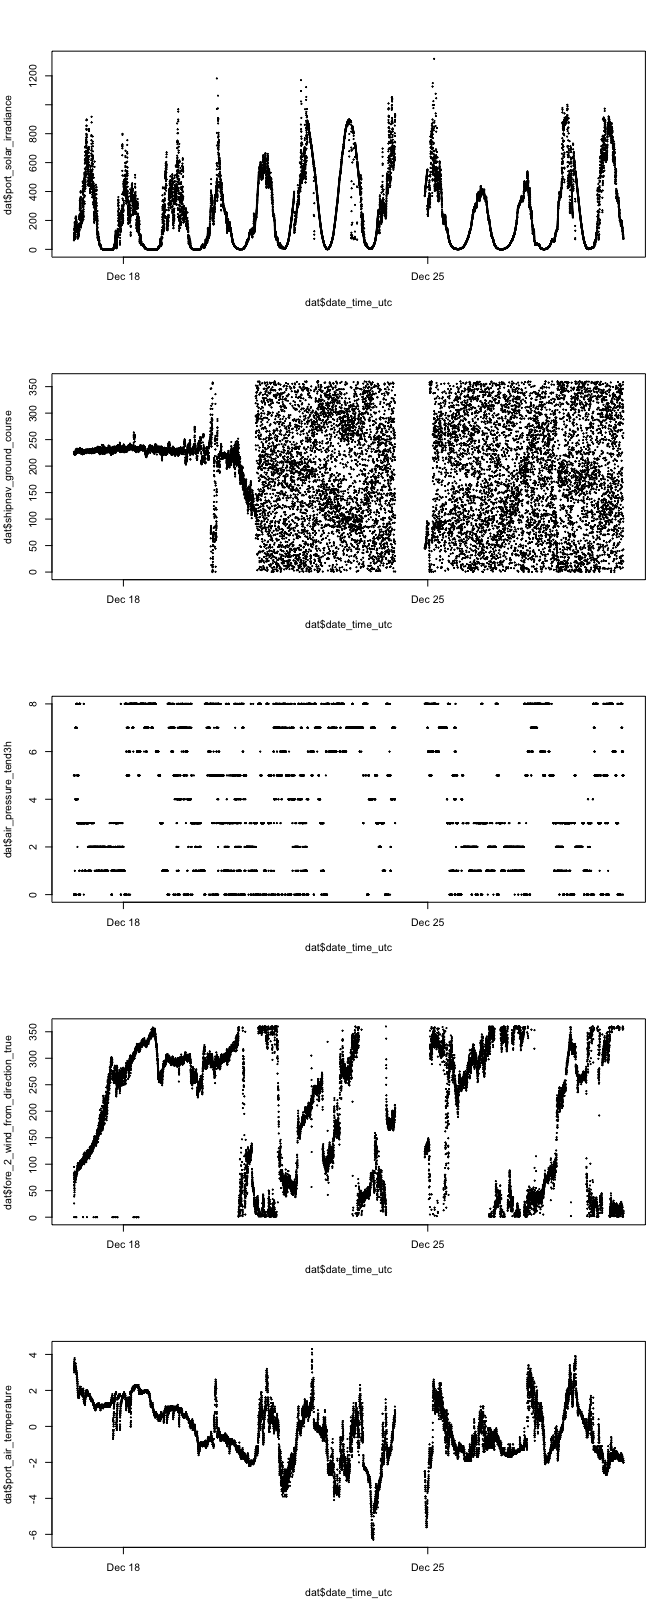 dat$port_solar_irradiance
0 200 400 600 800 1200
Dec 18 Dec 25
dat$date_time_utc
dat$shipnav_ground_course
0 50 100 150 200 250 300 350
Dec 18 Dec 25
dat$date_time_utc
dat$air_pressure_tend3h
0 2 4 6 8
Dec 18 Dec 25
dat$date_time_utc
dat$fore_2_wind_from_direction_true
0 50 100 150 200 250 300 350
Dec 18 Dec 25
dat$date_time_utc
dat$port_air_temperature
-6 -4 -2 0 2 4
Dec 18 Dec 25
dat$date_time_utc